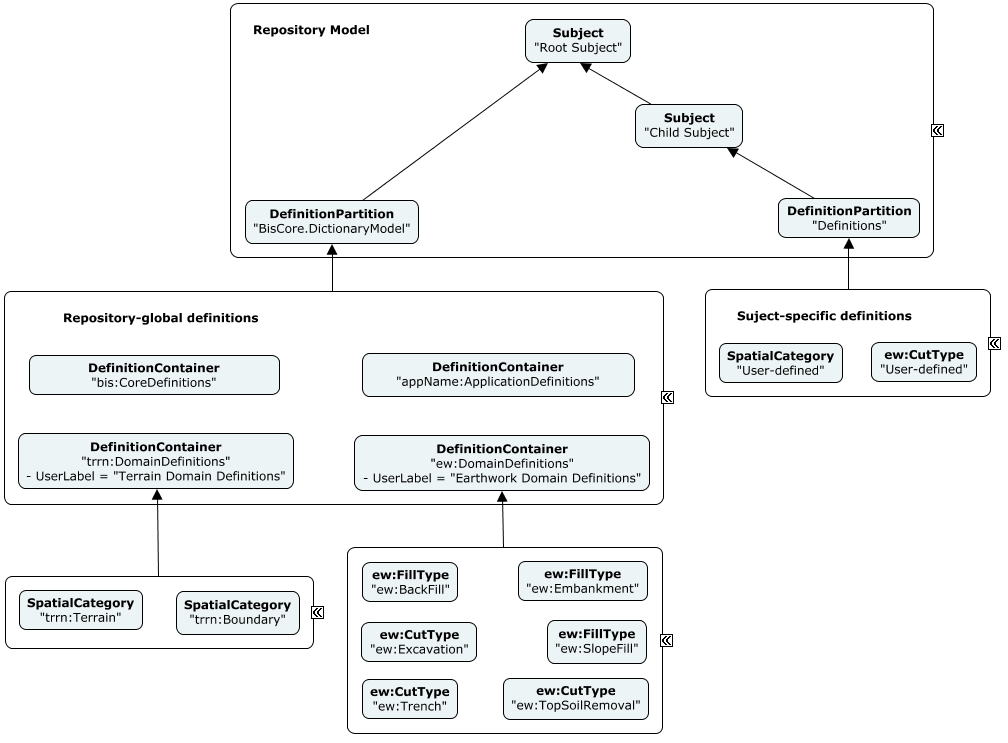 Repository Model
Subject
"Root Subject"
Subject
"Child Subject"
DefinitionPartition
"BisCore.DictionaryModel"
DefinitionPartition
"Definitions"
Repository-global definitions
DefinitionContainer
"bis:CoreDefinitions"
DefinitionContainer
"appName:ApplicationDefinitions"
DefinitionContainer
"trrn:DomainDefinitions"
- UserLabel = "Terrain Domain Definitions"
DefinitionContainer
"ew:DomainDefinitions"
- UserLabel = "Earthwork Domain Definitions"
Suject-specific definitions
SpatialCategory
"User-defined"
ew:CutType
"User-defined"
SpatialCategory
"trrn:Terrain"
SpatialCategory
"trrn:Boundary"
ew:FillType
"ew:BackFill"
ew:FillType
"ew:Embankment"
ew:CutType
"ew:Excavation"
ew:FillType
"ew:SlopeFill"
ew:CutType
"ew:Trench"
ew:CutType
"ew:TopSoilRemoval"